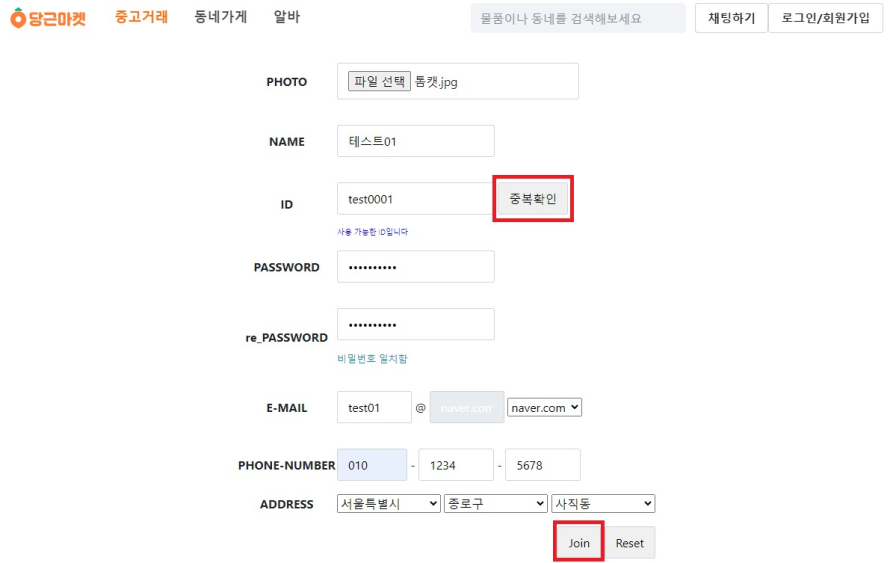 당근마켓 중고거래 동네가게 알바 물품이나 동네를 검색해보세요 채팅하기 로그인/회원가입
PHOTO 파일 선택 톰캣.jpg
NAME 테스트01
ID test0001 중복확인
사용 가능한 ID입니다
PASSWORD ••••••••••
re_PASSWORD ••••••••••
비밀번호 일치함
E-MAIL test01 @ naver.com naver.com
PHONE-NUMBER 010 - 1234 - 5678
ADDRESS 서울특별시 종로구 사직동
Join Reset